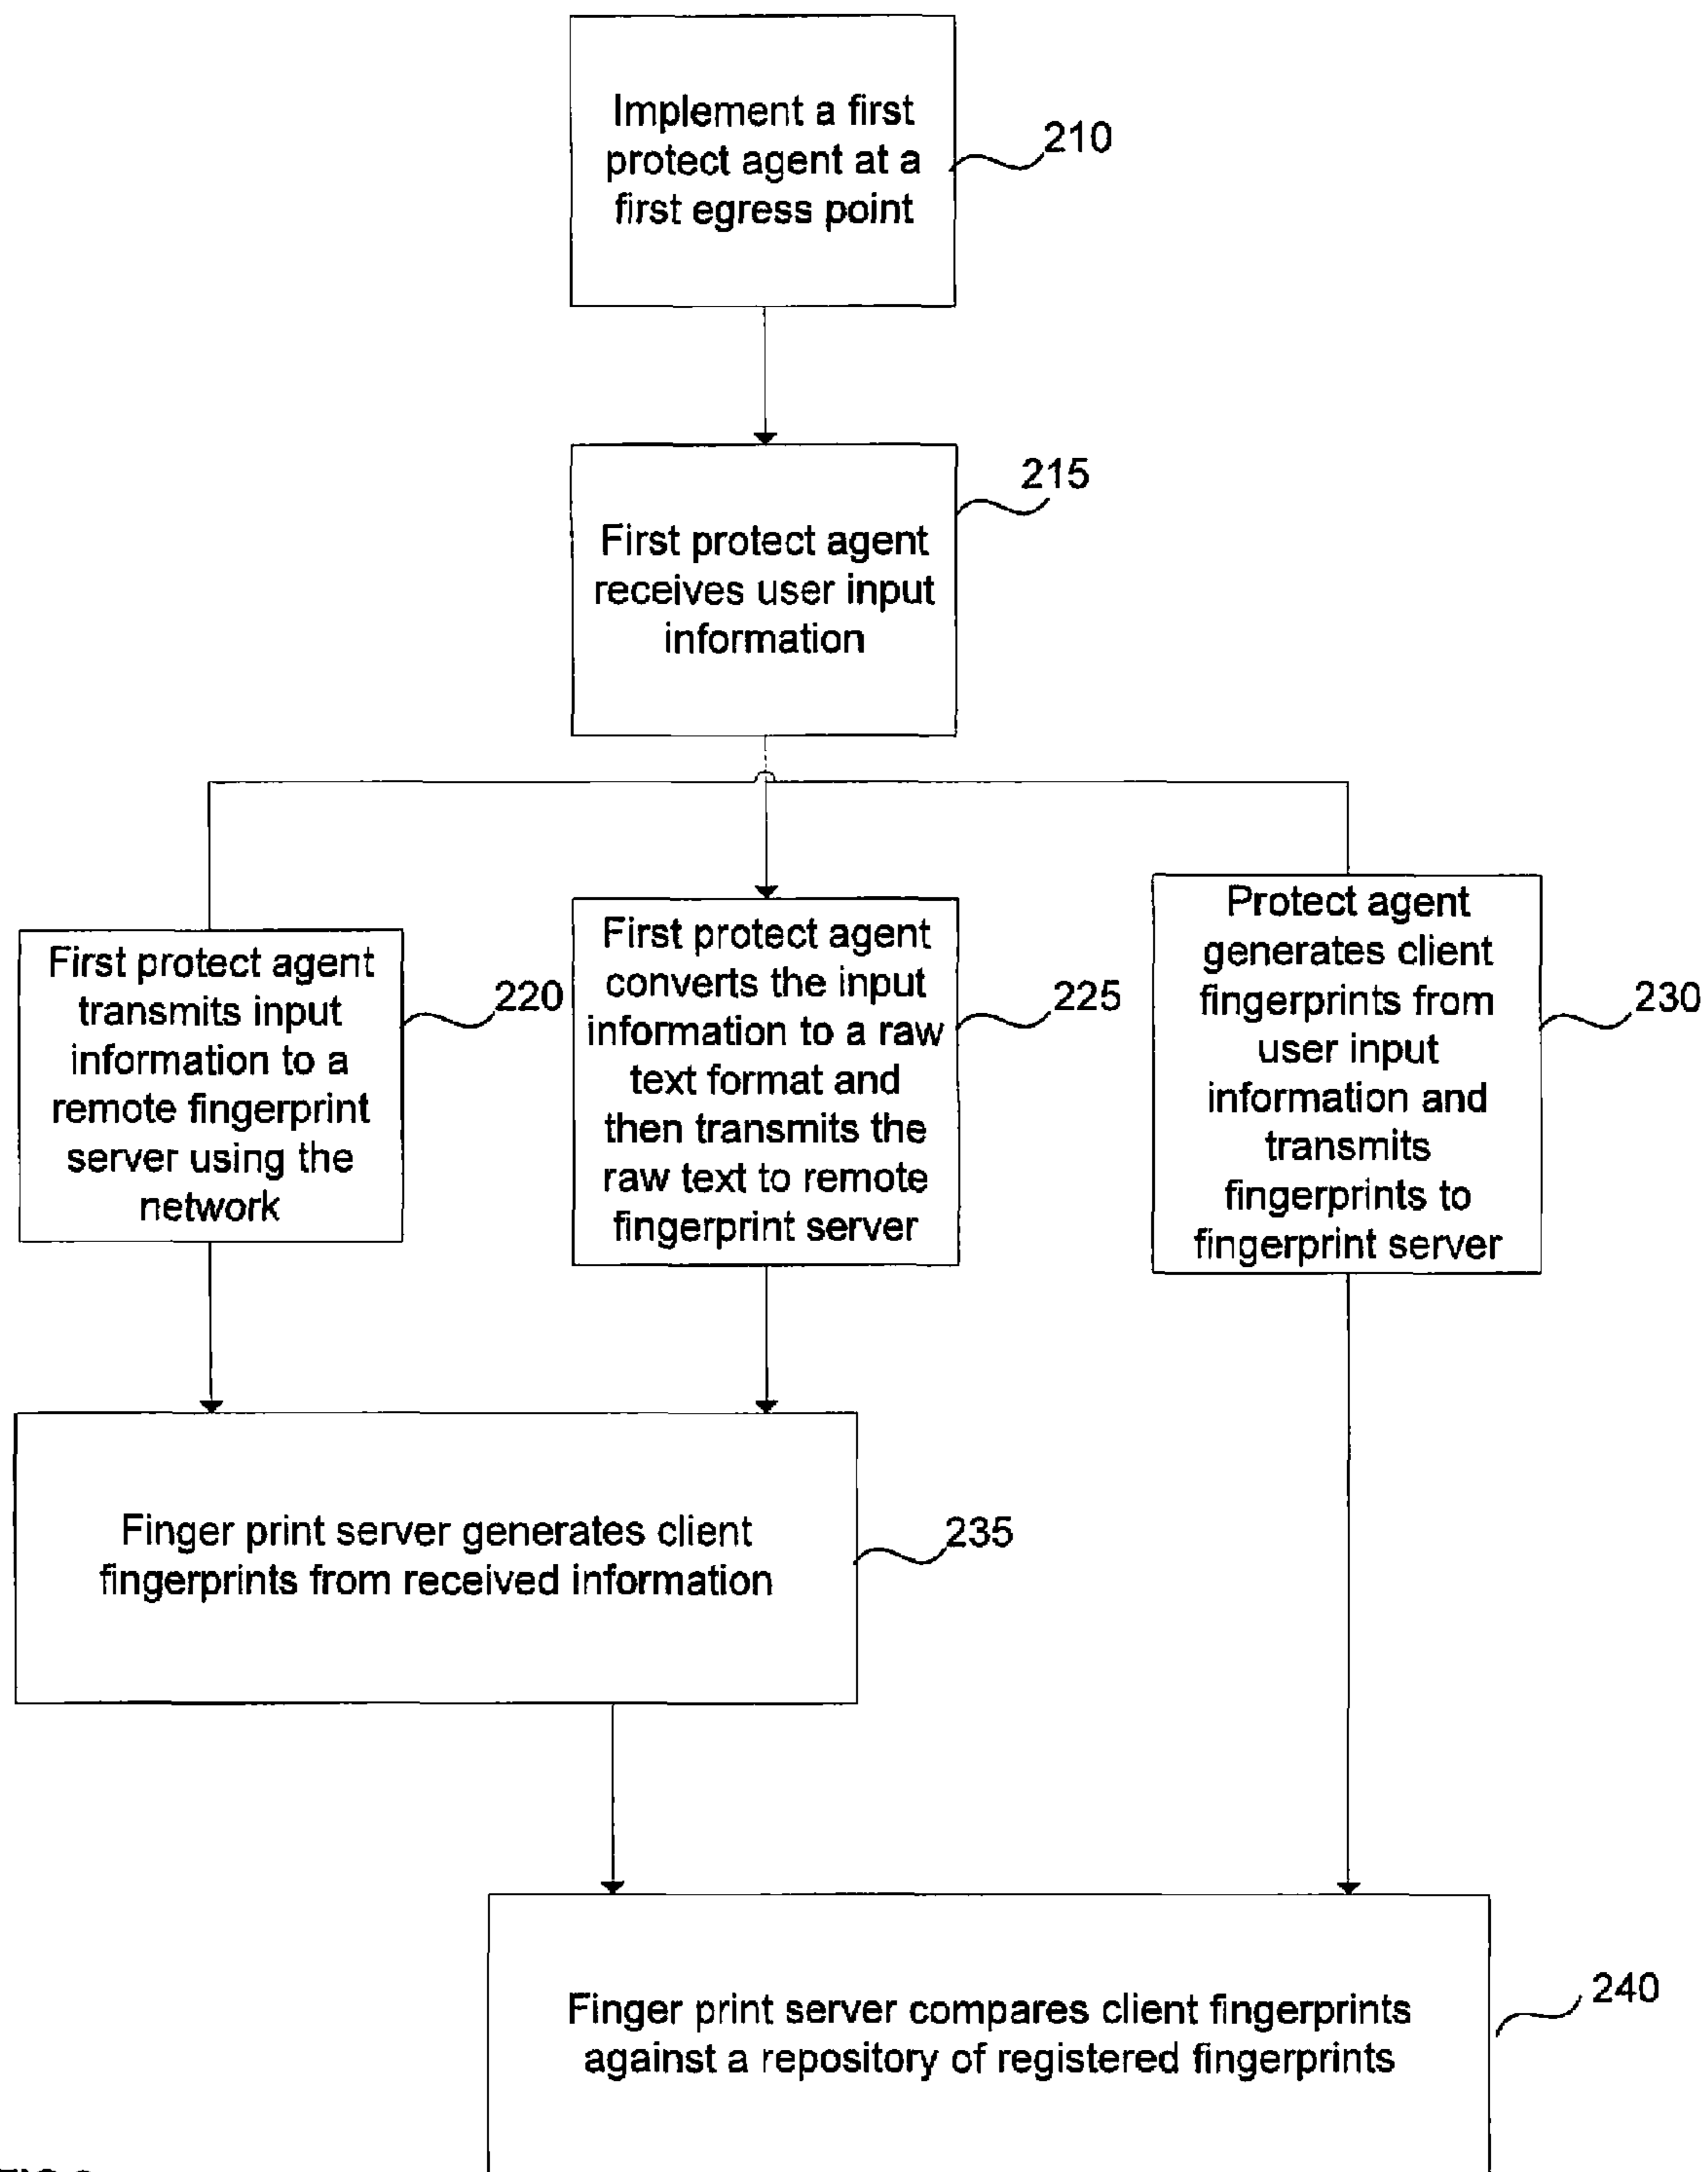 Implement a first
protect agent at a
first egress point
210
215
First protect agent
receives user input
information
First protect agent
transmits input
information to a
remote fingerprint
server using the
network
220
First protect agent
converts the input
information to a raw
text format and
then transmits the
raw text to remote
fingerprint server
225
Protect agent
generates client
fingerprints from
user input
information and
transmits
fingerprints to
fingerprint server
230
Finger print server generates client
fingerprints from received information
235
Finger print server compares client fingerprints
against a repository of registered fingerprints
240